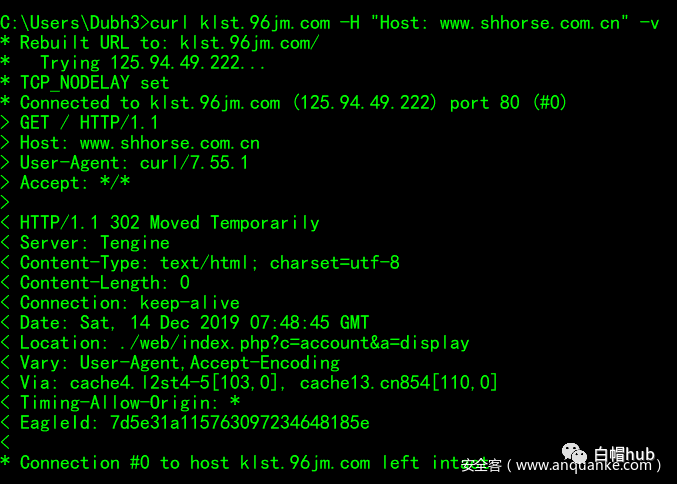 C:\Users\Dubh3>curl klst.96jm.com -H "Host: www.shhorse.com.cn" -v
* Rebuilt URL to: klst.96jm.com/
*   Trying 125.94.49.222...
* TCP_NODELAY set
* Connected to klst.96jm.com (125.94.49.222) port 80 (#0)
> GET / HTTP/1.1
> Host: www.shhorse.com.cn
> User-Agent: curl/7.55.1
> Accept: */*
>
< HTTP/1.1 302 Moved Temporarily
< Server: Tengine
< Content-Type: text/html; charset=utf-8
< Content-Length: 0
< Connection: keep-alive
< Date: Sat, 14 Dec 2019 07:48:45 GMT
< Location: ./web/index.php?c=account&a=display
< Vary: User-Agent,Accept-Encoding
< Via: cache4.l2st4-5[103,0], cache13.cn854[110,0]
< Timing-Allow-Origin: *
< EagleId: 7d5e31a115763097234648185e
<
* Connection #0 to host klst.96jm.com left intact
白帽hub
安全客（www.anquanke.com）